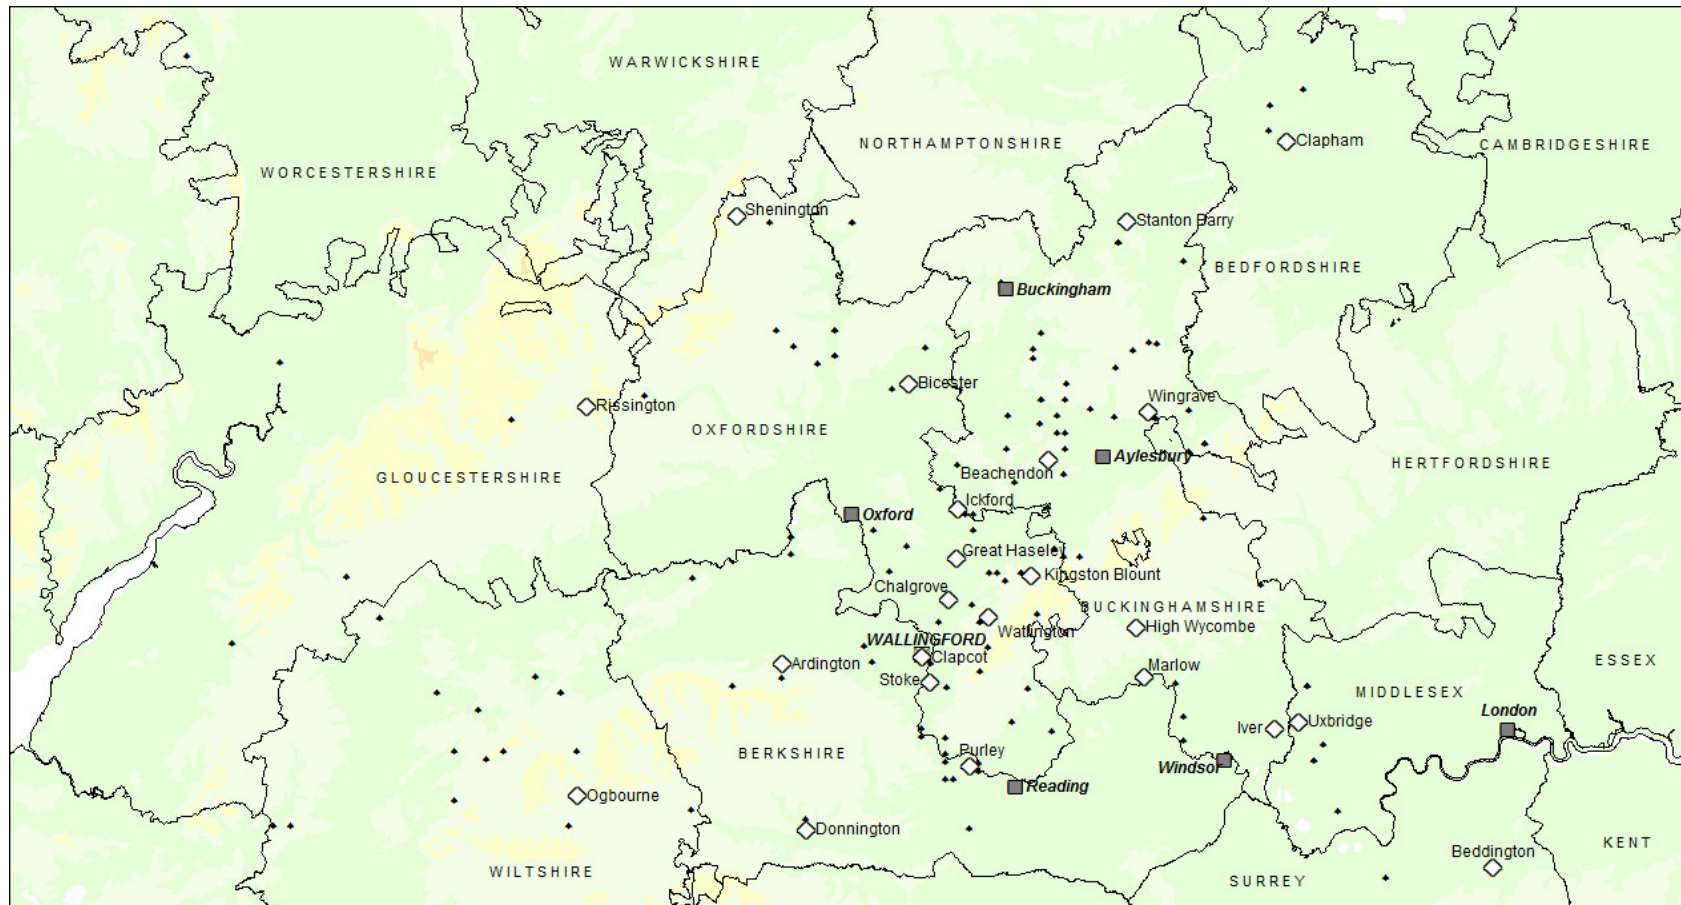 WARWICKSHIRE
NORTHAMPTONSHIRE
Clapham
CAMBRIDGESHIRE
WORCESTERSHIRE
Shenington
Stanton Barry
BEDFORDSHIRE
Buckingham
Bicester
Wingrave
Rissington
OXFORDSHIRE
Aylesbury
HERTFORDSHIRE
Beachendon
GLOUCESTERSHIRE
Ickford
Oxford
Great Haseley
Kingston Blount
Chalgrove
BUCKINGHAMSHIRE
High Wycombe
Watlington
WALLINGFORD
Clapcot
ESSEX
Ardington
Marlow
Stoke
MIDDLESEX
London
Iver
Uxbridge
BERKSHIRE
Purley
Windsor
Reading
Ogbourne
Donnington
KENT
Beddington
WILTSHIRE
SURREY